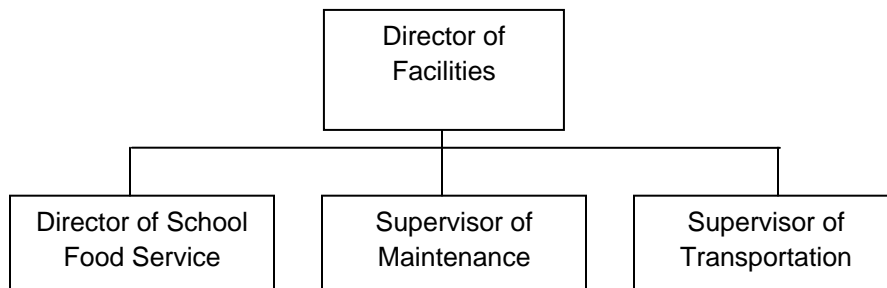 Director of
Facilities
Director of School
Food Service
Supervisor of
Maintenance
Supervisor of
Transportation